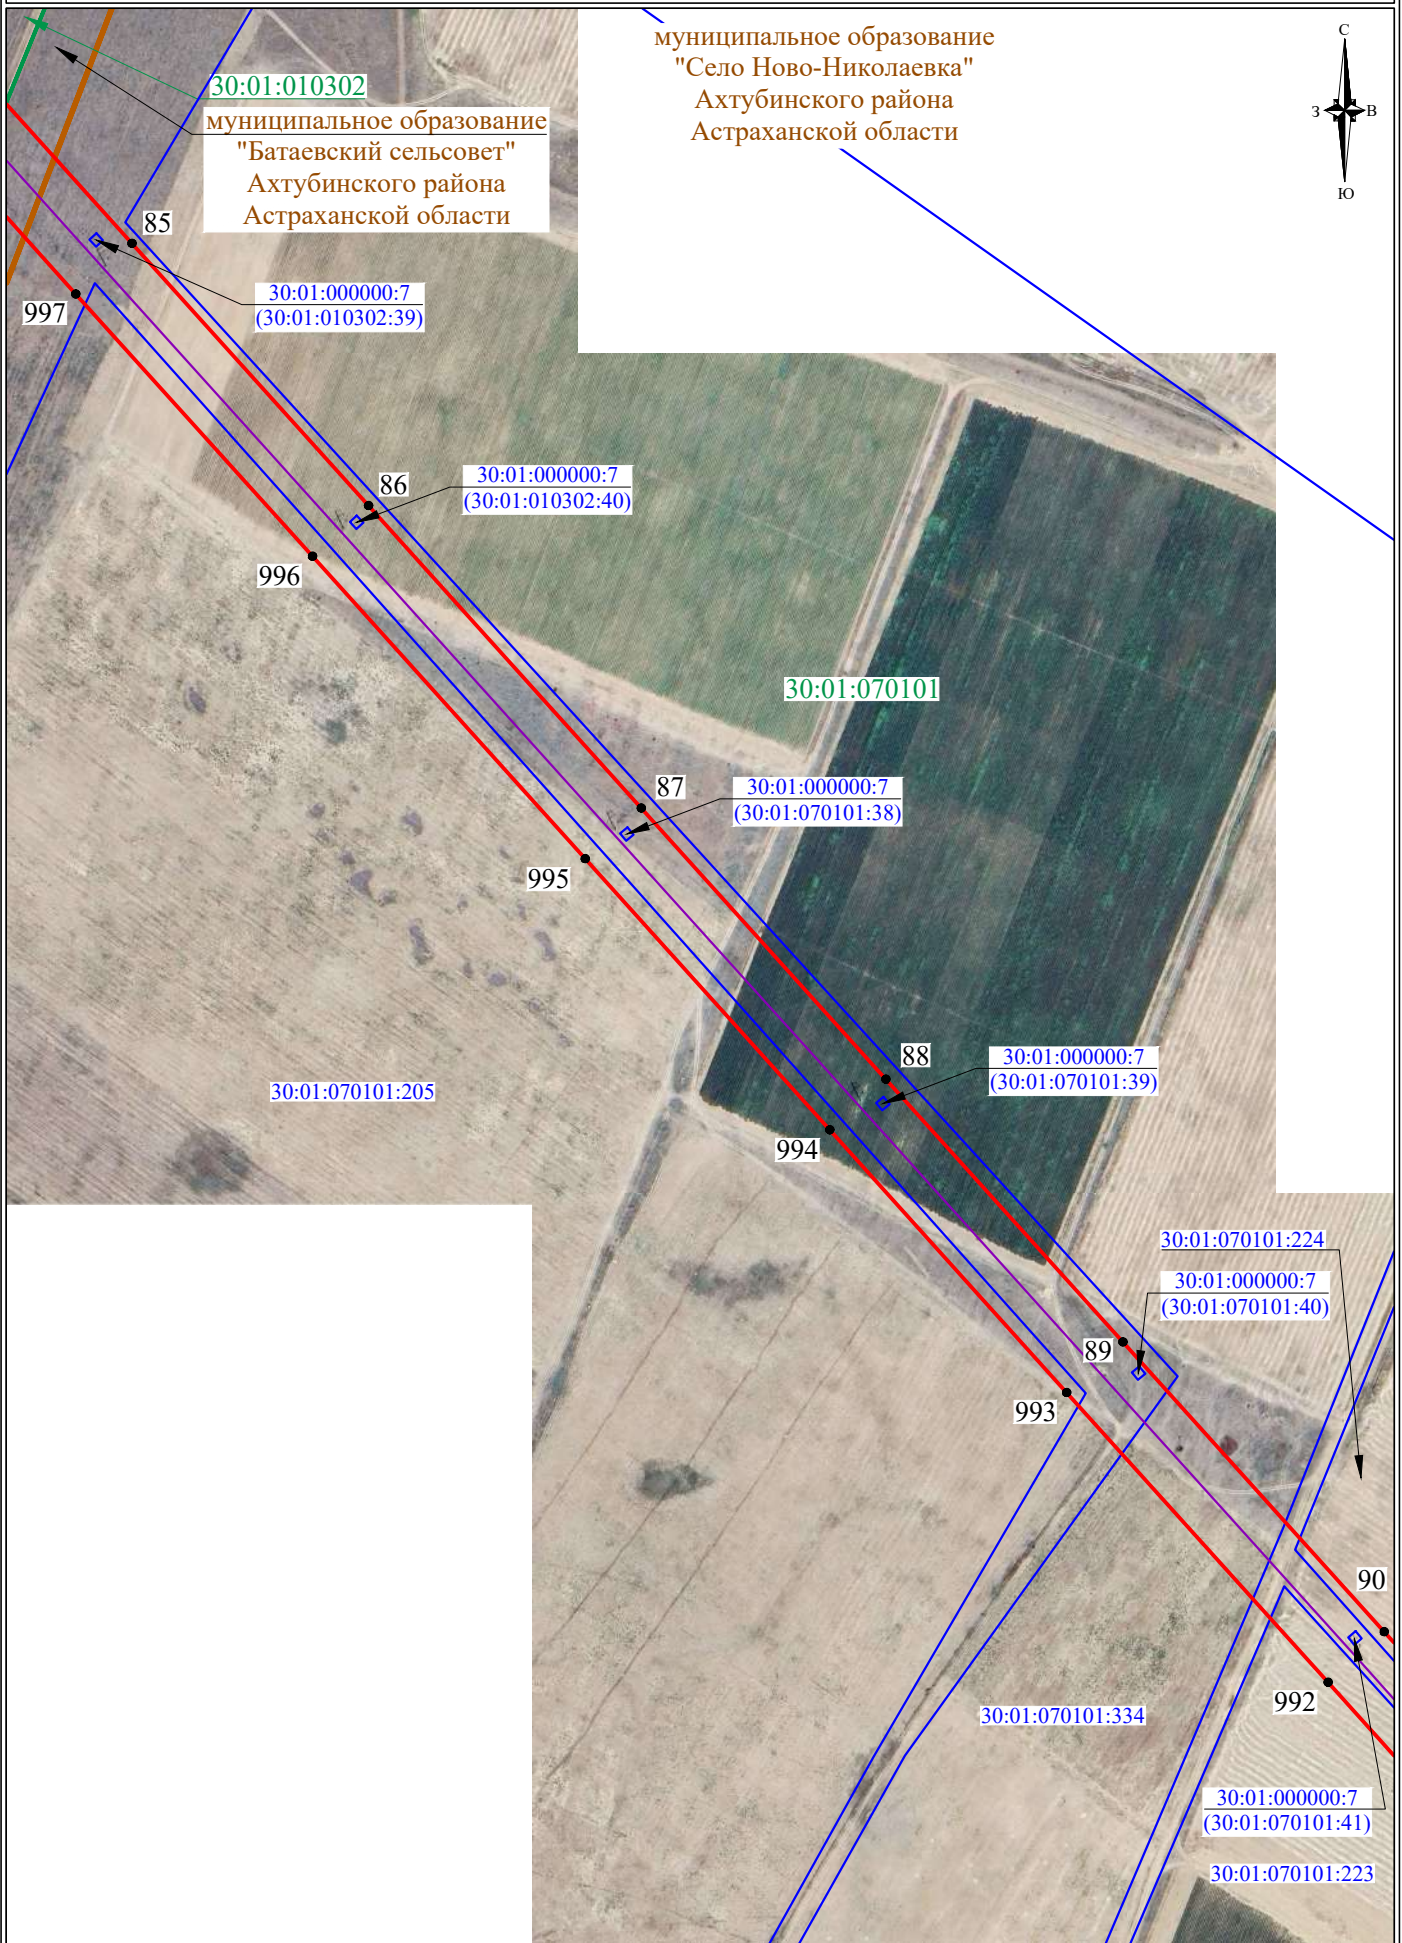 муниципальное образование
"Село Ново-Николаевка"
Ахтубинского района
Астраханской области
С
З
В
Ю
30:01:010302
муниципальное образование
"Батаевский сельсовет"
Ахтубинского района
Астраханской области
85
997
30:01:000000:7
(30:01:010302:39)
86
30:01:000000:7
(30:01:010302:40)
996
30:01:070101
87
30:01:000000:7
(30:01:070101:38)
995
88
30:01:000000:7
(30:01:070101:39)
30:01:070101:205
994
30:01:070101:224
30:01:000000:7
(30:01:070101:40)
89
993
90
992
30:01:070101:334
30:01:000000:7
(30:01:070101:41)
30:01:070101:223